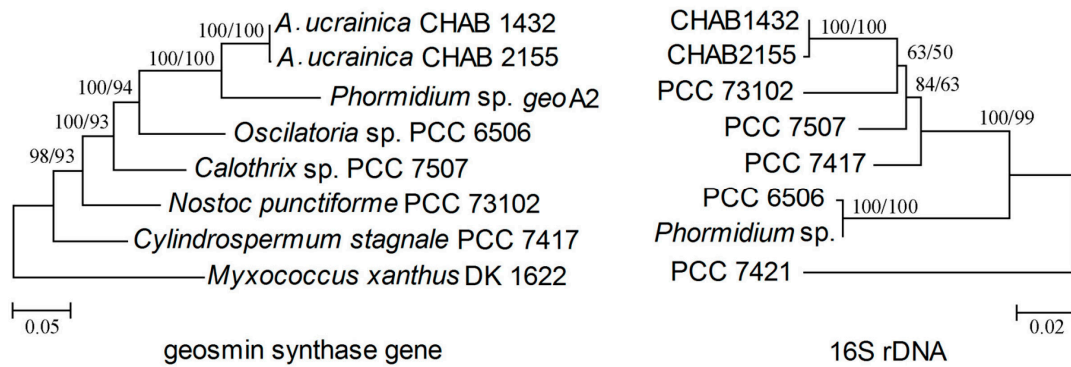 100/100
A. ucrainica CHAB 1432
A. ucrainica CHAB 2155
100/100
Phormidium sp. geoA2
100/94
Oscilatoria sp. PCC 6506
100/93
Calothrix sp. PCC 7507
98/93
Nostoc punctiforme PCC 73102
Cylindrospermum stagnale PCC 7417
Myxococcus xanthus DK 1622
0.05
geosmin synthase gene
CHAB1432
100/100
CHAB2155
63/50
PCC 73102
84/63
PCC 7507
100/99
PCC 7417
PCC 6506
100/100
Phormidium sp.
PCC 7421
0.02
16S rDNA